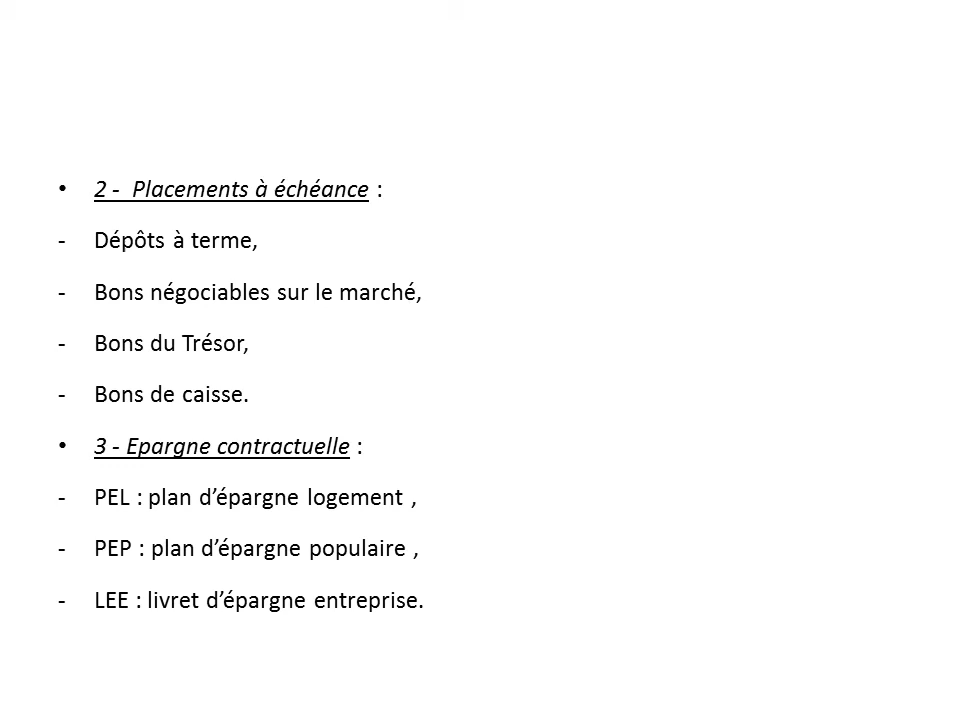 • 2 -  Placements à échéance :
- Dépôts à terme,
- Bons négociables sur le marché,
- Bons du Trésor,
- Bons de caisse.
• 3 - Epargne contractuelle :
- PEL : plan d’épargne logement ,
- PEP : plan d’épargne populaire ,
- LEE : livret d’épargne entreprise.